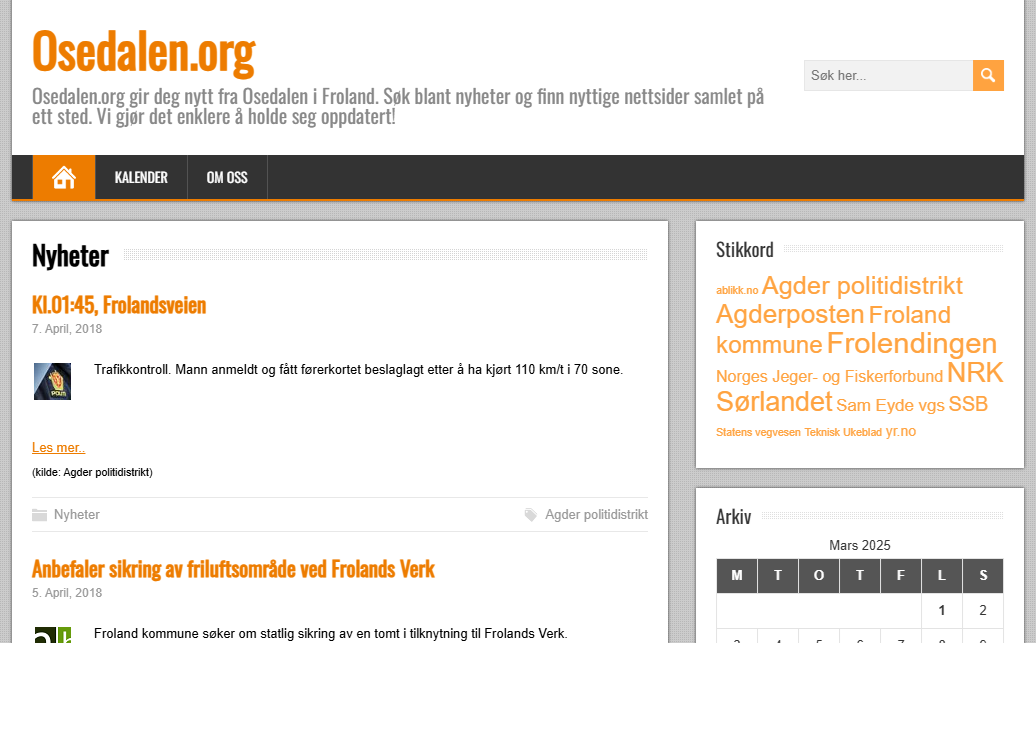 Osedalen.org
Osedalen.org gir deg nytt fra Osedalen i Froland. Søk blant nyheter og finn nyttige nettsider samlet på
ett sted. Vi gjør det enklere å holde seg oppdatert!
Søk her...
KALENDER
OM OSS
Nyheter
Kl.01:45, Frolandsveien
7. April, 2018
Trafikkontroll. Mann anmeldt og fått førerkortet beslaglagt etter å ha kjørt 110 km/t i 70 sone.
Les mer..
(kilde: Agder politidistrikt)
Nyheter
Agder politidistrikt
Anbefaler sikring av friluftsområde ved Frolands Verk
5. April, 2018
Froland kommune søker om statlig sikring av en tomt i tilknytning til Frolands Verk.
Stikkord
ablikk.no Agder politidistrikt
Agderposten Froland
kommune Frolendingen
Norges Jeger- og Fiskerforbund NRK
Sørlandet Sam Eyde vgs SSB
Statens vegvesen Teknisk Ukeblad yr.no
Arkiv
Mars 2025
M T O T F L S
1 2
3 4 5 6 7 8 9